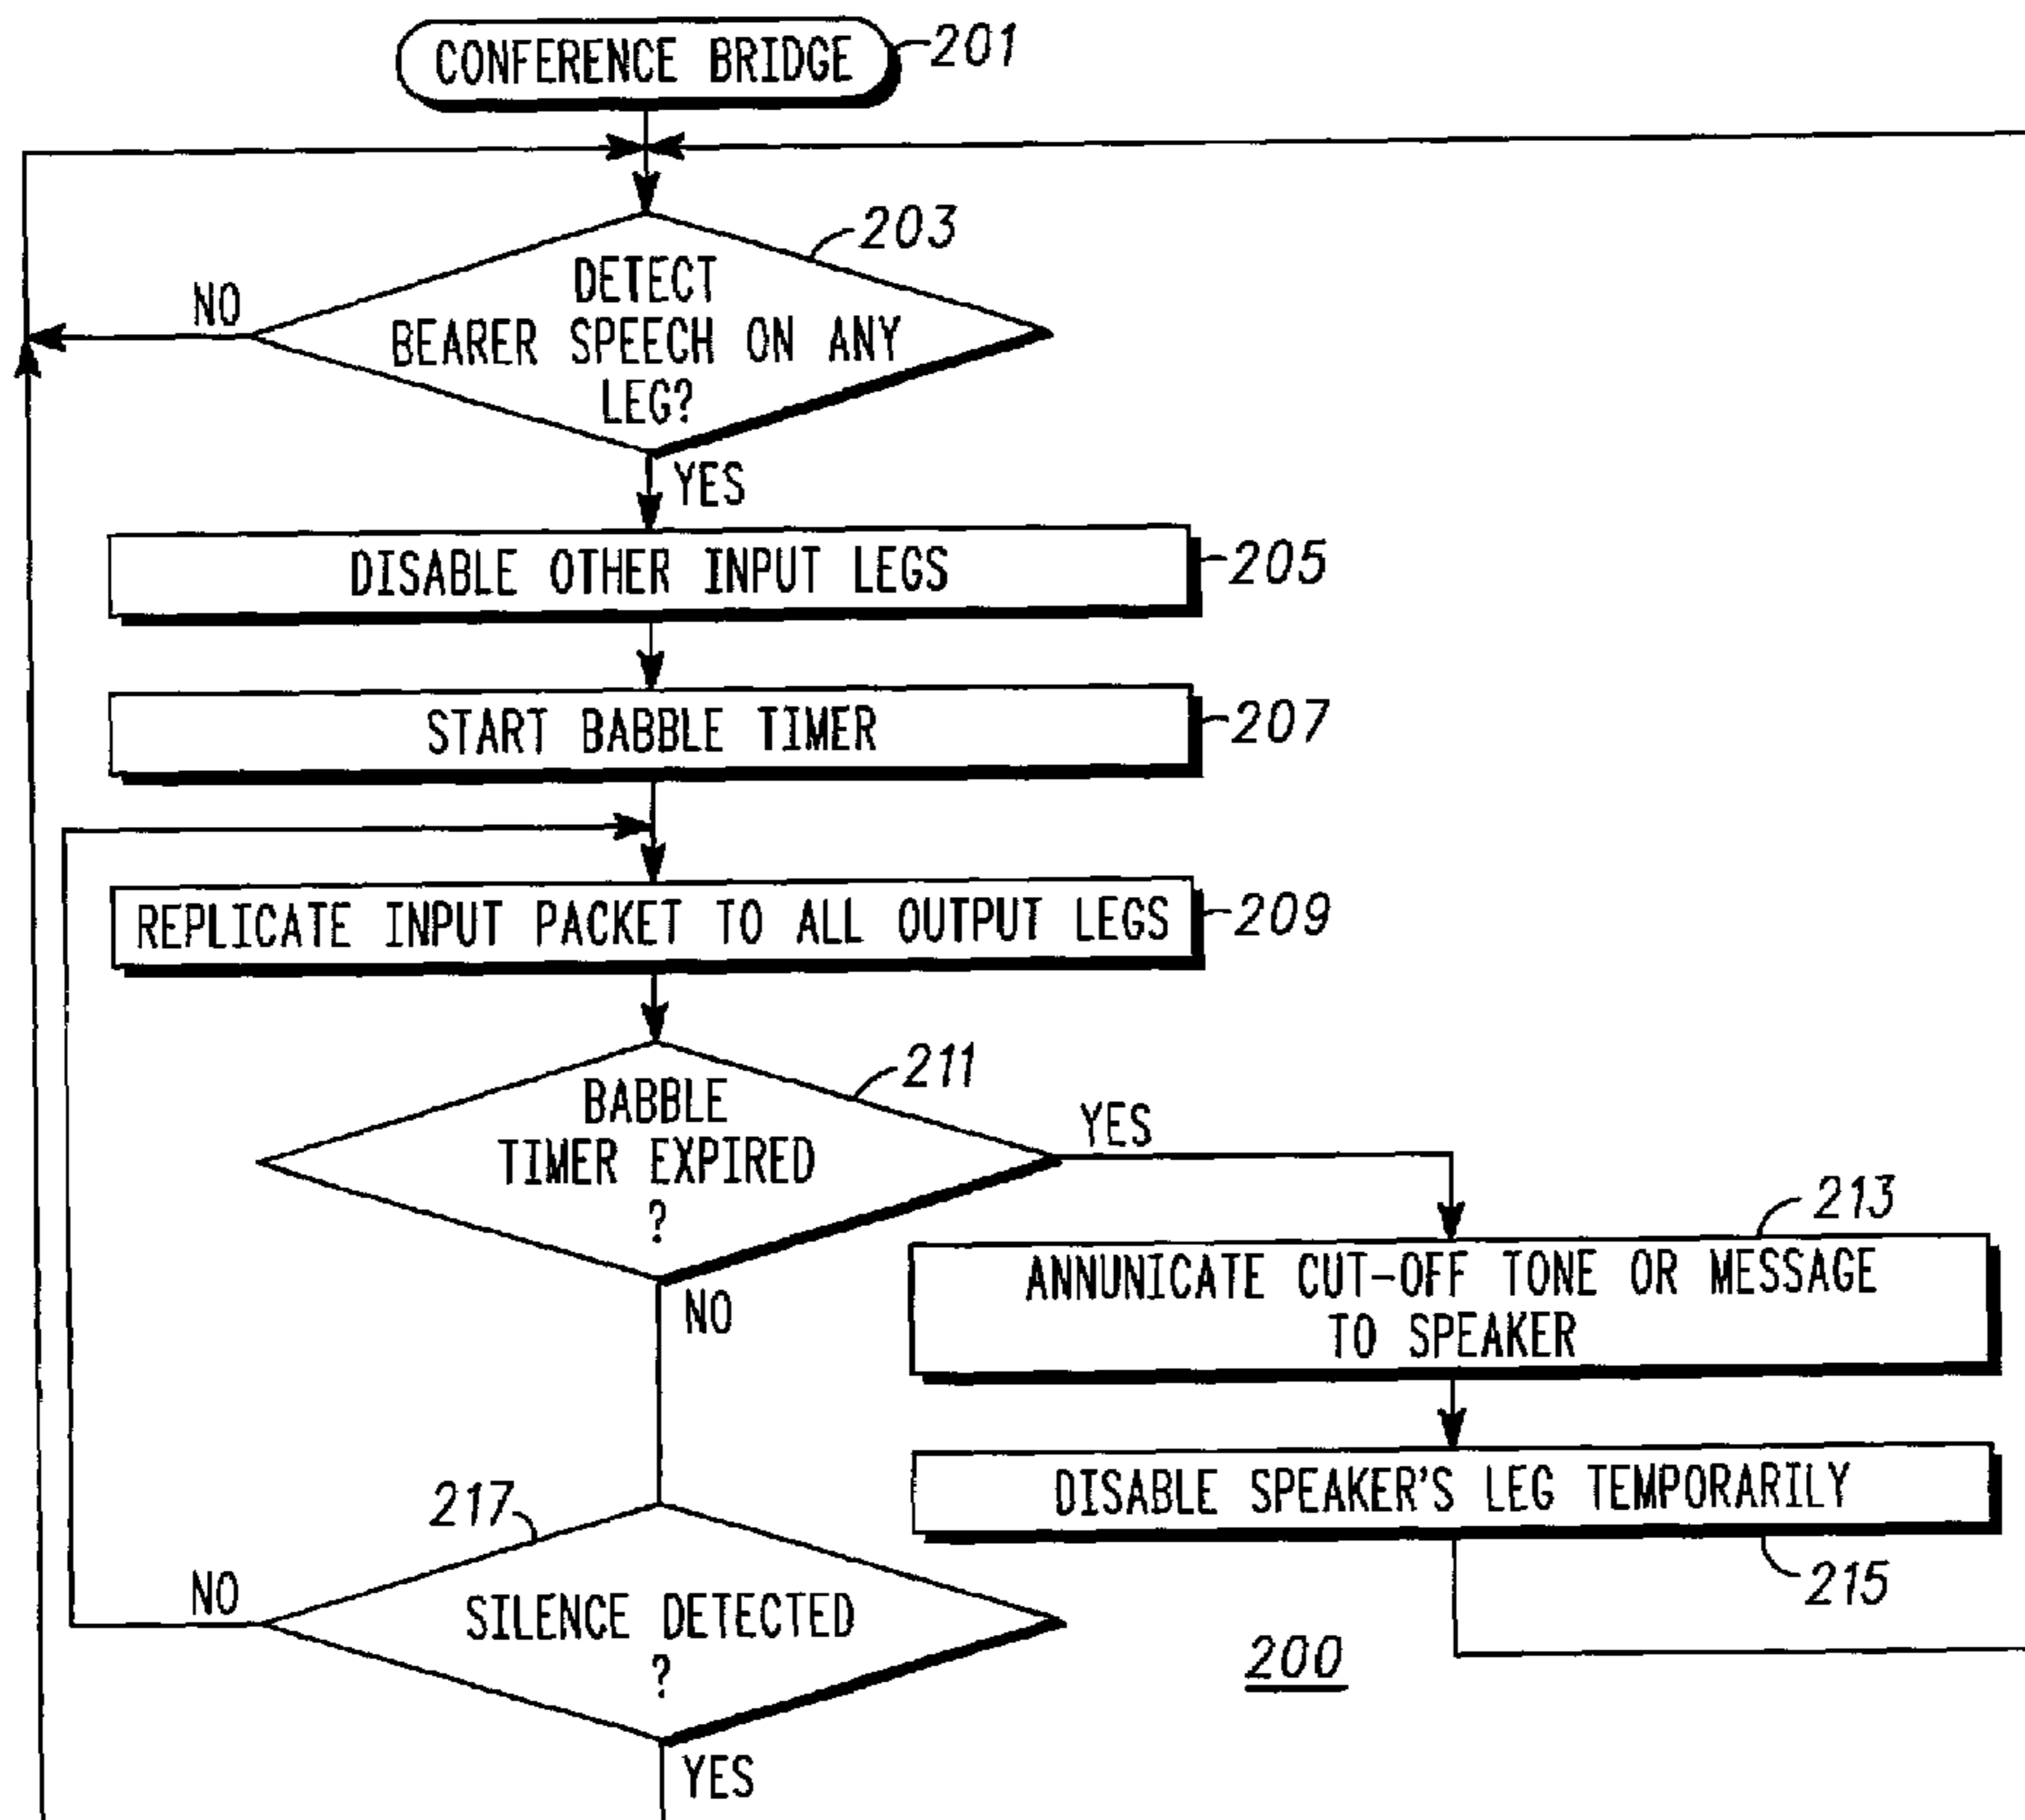 CONFERENCE BRIDGE
201
203
DETECT
BEARER SPEECH ON ANY
LEG?
NO
YES
DISABLE OTHER INPUT LEGS
205
START BABBLE TIMER
207
REPLICATE INPUT PACKET TO ALL OUTPUT LEGS
209
211
BABBLE
TIMER EXPIRED
?
YES
NO
213
ANNUNICATE CUT-OFF TONE OR MESSAGE
TO SPEAKER
DISABLE SPEAKER'S LEG TEMPORARILY
215
217
NO
SILENCE DETECTED
?
YES
200